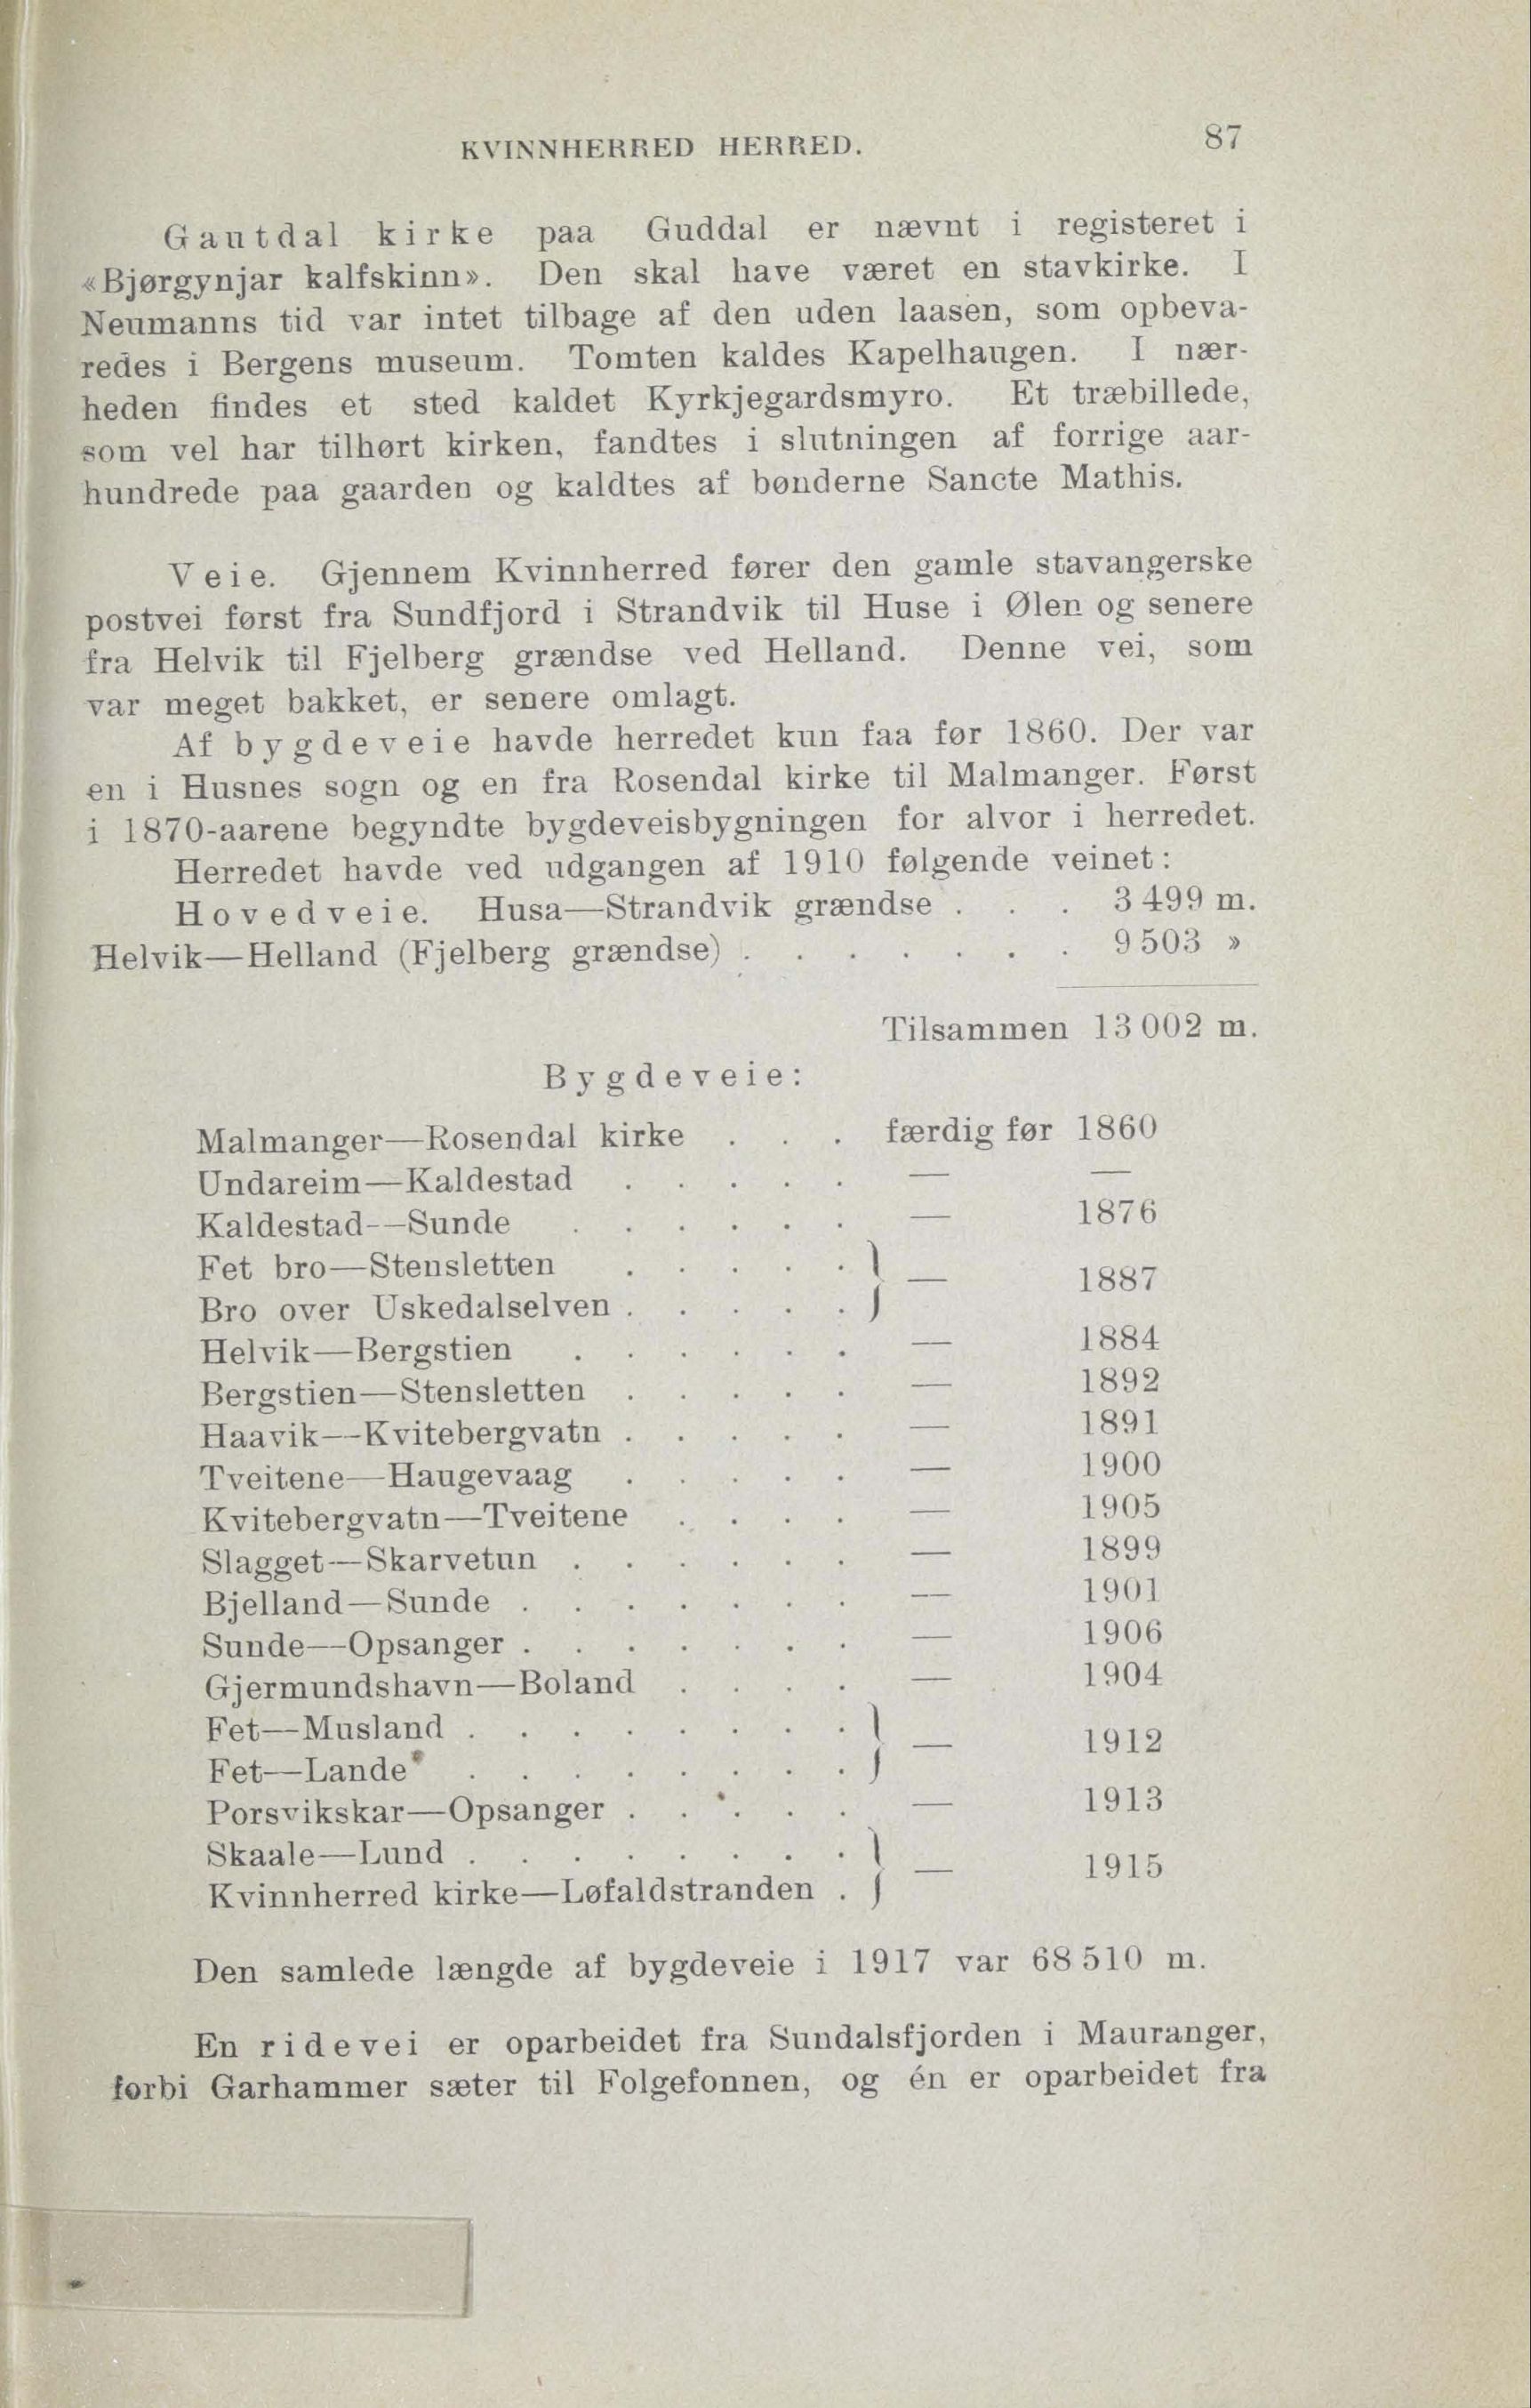 KVINNHERRED HERRED. 87
Gautdal kirke paa Guddal er nævnt i registeret i
«Bjørgynjar kalfskinn». Den skal have været en stavkirke. I
Neumanns tid var intet tilbage af den uden laasen, som opbeva-
redes i Bergens museum. Tomten kaldes Kapelhaugen. I nær-
heden findes et sted kaldet Kyrkjegardsmyro. Et træbillede,
som vel har tilhørt kirken, fandtes i slutningen af forrige aar-
hundrede paa gaarden og kaldtes af bønderne Sancte Mathis.
Veie. Gjennem Kvinnherred fører den gamle stavangerske
postvei først fra Sundfjord i Strandvik til Huse i Ølen og senere
fra Helvik til Fjelberg grændse ved Helland. Denne vei, som
var meget bakket, er senere omlagt.
Af bygdeveie havde herredet kun faa før 1860. Der var
en i Husnes sogn og en fra Rosendal kirke til Malmanger. Først
i 1870-aarene begyndte bygdeveisbygningen for alvor i herredet.
Herredet havde ved udgangen af 1910 følgende veinet:
Hovedveie. Husa—Strandvik grændse . . . 3 499 m.
Helvik—Helland (Fjelberg grændse) . . . . . . . 9 503 »
Tilsammen 13 002 m.
Bygdeveie:
Malmanger—Rosendal kirke . . . færdig før 1860
Undareim—Kaldestad . . . . . — —
Kaldestad—Sunde . . . . . . — 1876
Fet bro—Stensletten . . . . . } — 1887
Bro over Uskedalselven . . . . . }
Helvik—Bergstien . . . . . . — 1884
Bergstien—Stensletten . . . . . — 1892
Haavik—Kvitebergvatn . . . . . — 1891
Tveitene—Haugevaag . . . . . — 1900
Kvitebergvatn—Tveitene . . . . — 1905
Slagget—Skarvetun . . . . . . — 1899
Bjelland—Sunde . . . . . . . — 1901
Sunde—Opsanger . . . . . . . — 1906
Gjermundshavn—Boland . . . . — 1904
Fet—Musland . . . . . . . . } — 1912
Fet—Lande . . . . . . . . }
Porsvikskar—Opsanger . . . . . — 1913
Skaale—Lund . . . . . . . . } — 1915
Kvinnherred kirke—Løfaldstranden . }
Den samlede længde af bygdeveie i 1917 var 68 510 m.
En ridevei er oparbeidet fra Sundalsfjorden i Mauranger,
forbi Garhammer sæter til Folgefonnen, og én er oparbeidet fra